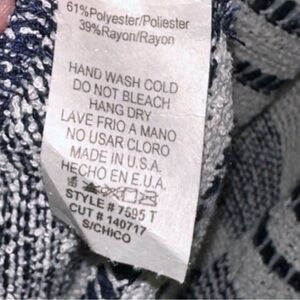 61%Polyester/Poliester
39%Rayon/Rayon
HAND WASH COLD
DO NOT BLEACH
HANG DRY
LAVE FRIO A MANO
NO USAR CLORO
MADE IN U.S.A.
HECHO EN E.U.A.
STYLE # 7595 T
CUT # 140717
S/CHICO